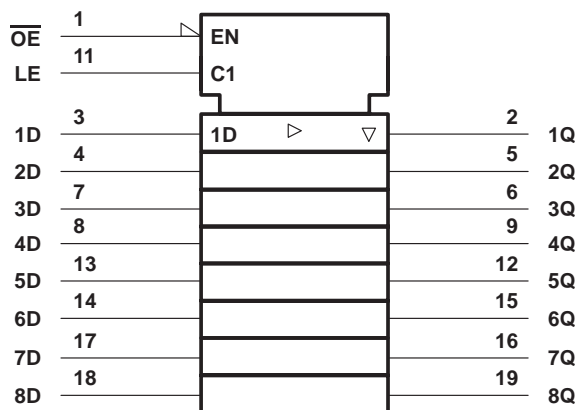 O̅E̅ 1 EN
LE 11 C1
1D 3 1D 2 1Q
2D 4 5 2Q
3D 7 6 3Q
4D 8 9 4Q
5D 13 12 5Q
6D 14 15 6Q
7D 17 16 7Q
8D 18 19 8Q